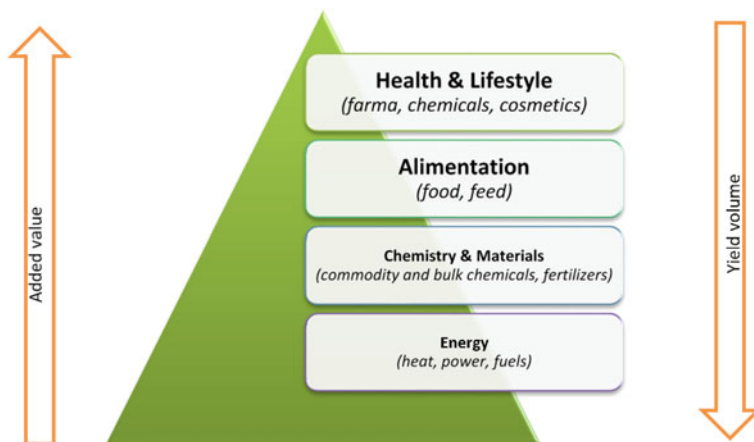 Health & Lifestyle
(farma, chemicals, cosmetics)
Alimentation
(food, feed)
Chemistry & Materials
(commodity and bulk chemicals, fertilizers)
Energy
(heat, power, fuels)
Added value
Yield volume